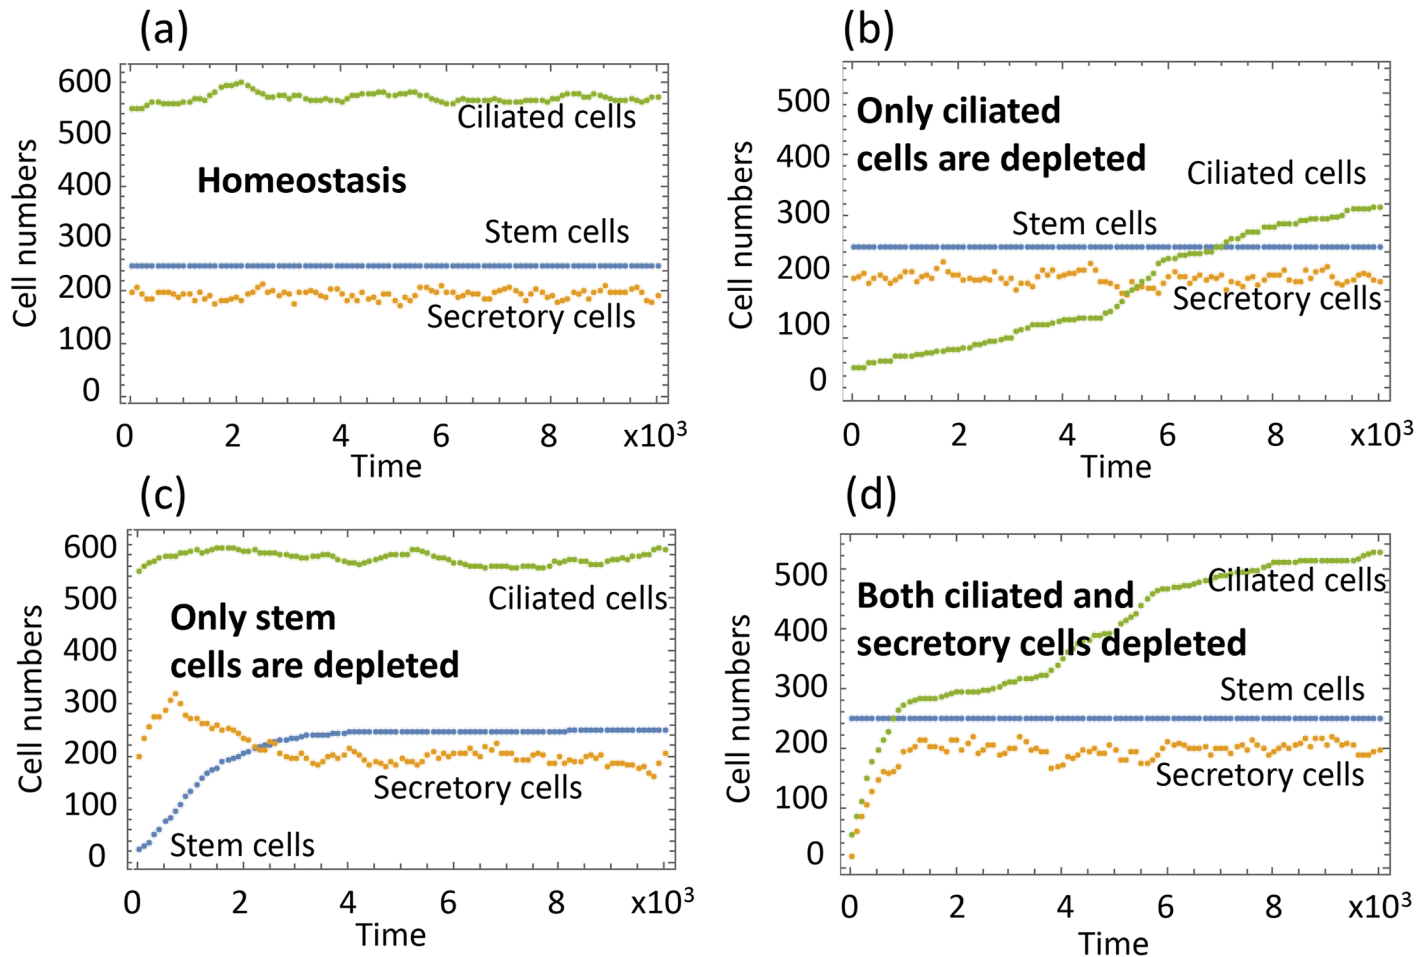 (a)
600
500
400
300
200
100
0
Cell numbers
Ciliated cells
Homeostasis
Stem cells
Secretory cells
0 2 4 6 8 x10³
Time
(b)
500
400
300
200
100
0
Cell numbers
Only ciliated
cells are depleted
Ciliated cells
Stem cells
Secretory cells
0 2 4 6 8 x10³
Time
(c)
600
500
400
300
200
100
0
Cell numbers
Ciliated cells
Only stem
cells are depleted
Secretory cells
Stem cells
0 2 4 6 8 x10³
Time
(d)
500
400
300
200
100
0
Cell numbers
Ciliated cells
Both ciliated and
secretory cells depleted
Stem cells
Secretory cells
0 2 4 6 8 x10³
Time